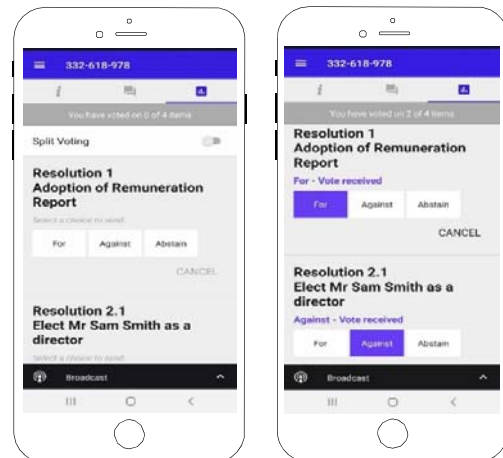 332-618-978
i
You have voted on 0 of 4 items
Split Voting
Resolution 1
Adoption of Remuneration
Report
Select a choice to send
For Against Abstain
CANCEL
Resolution 2.1
Elect Mr Sam Smith as a
director
Select a choice to send
Broadcast
332-618-978
i
You have voted on 2 of 4 items
Resolution 1
Adoption of Remuneration
Report
For - Vote received
For Against Abstain
CANCEL
Resolution 2.1
Elect Mr Sam Smith as a
director
Against - Vote received
For Against Abstain
Broadcast